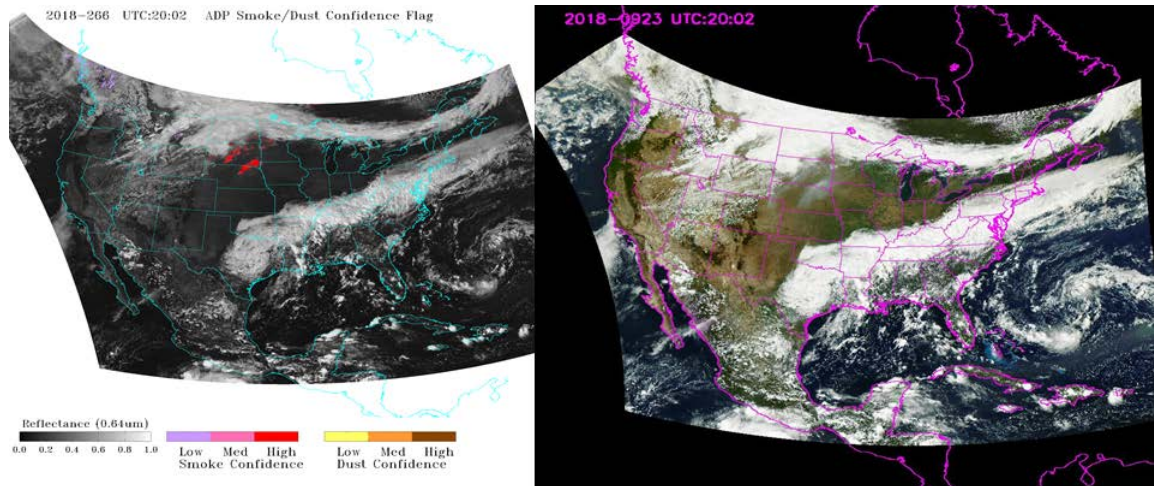 2018-266 UTC:20:02 ADP Smoke/Dust Confidence Flag
2018-0923 UTC:20:02
Reflectance (0.64um)
0.0 0.2 0.4 0.6 0.8 1.0
Low Med High
Smoke Confidence
Low Med High
Dust Confidence